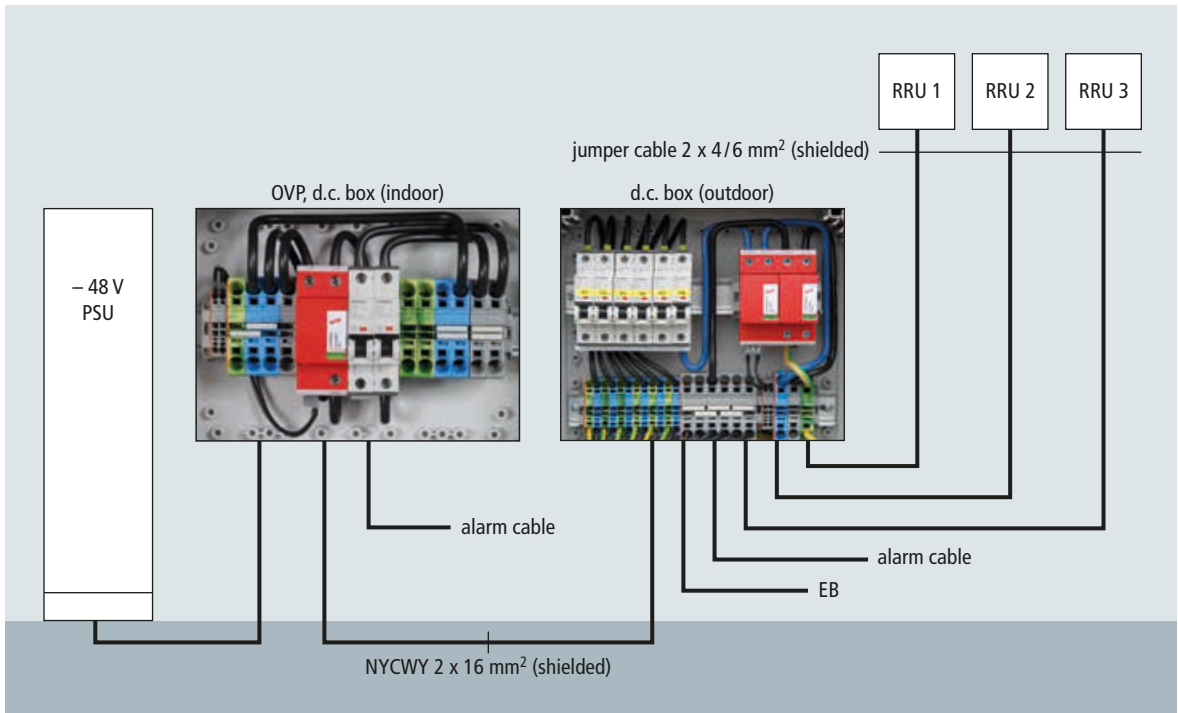 RRU 1
RRU 2
RRU 3
jumper cable 2 x 4/6 mm² (shielded)
OVP, d.c. box (indoor)
d.c. box (outdoor)
– 48 V
PSU
alarm cable
alarm cable
EB
NYCWY 2 x 16 mm² (shielded)